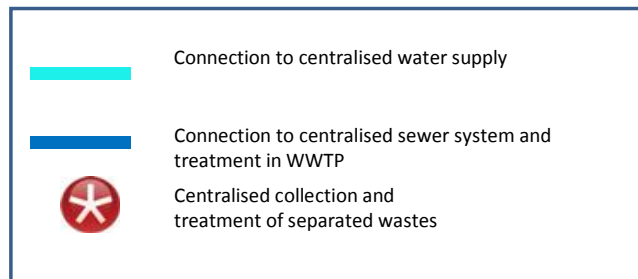 Connection to centralised water supply
Connection to centralised sewer system and
treatment in WWTP
Centralised collection and
treatment of separated wastes